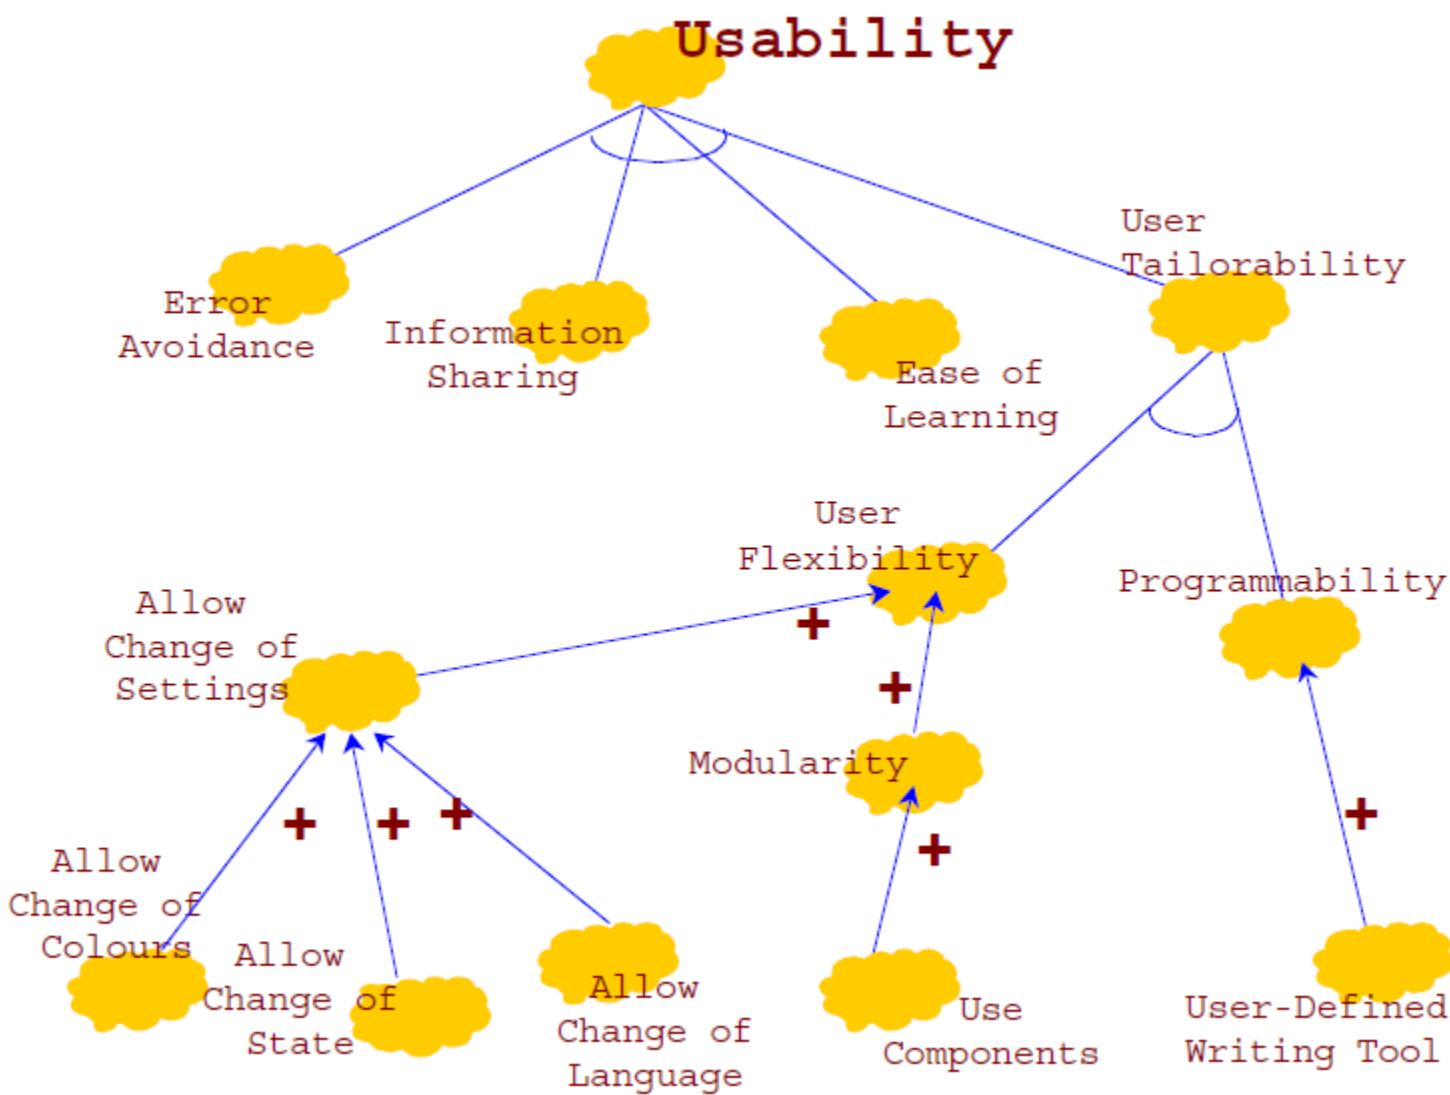 Usability
User
Tailorability
Error
Avoidance
Information
Sharing
Ease of
Learning
User
Flexibility
Programmability
Allow
Change of
Settings
+
+
Modularity
+
+
+
+
+
Allow
Change of
Colours
Allow
Change of
State
Allow
Change of
Language
Use
Components
User-Defined
Writing Tool